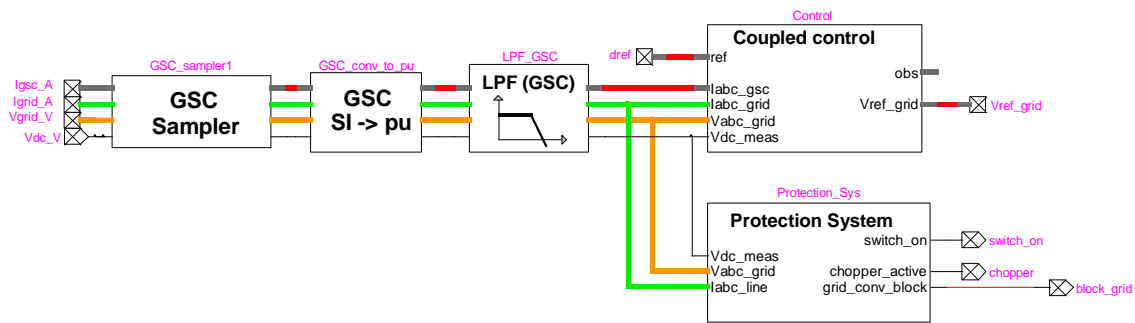 Control
Coupled control
dref
ref
obs
Iabc_gsc
Iabc_grid
Vabc_grid
Vdc_meas
Vref_grid
Vref_grid
GSC_sampler1
GSC_conv_to_pu
LPF_GSC
Igsc_A
Igrid_A
Vgrid_V
Vdc_V
GSC
Sampler
GSC
SI -> pu
LPF (GSC)
Protection_Sys
Protection System
switch_on
switch_on
Vdc_meas
Vabc_grid
Iabc_line
chopper_active
chopper
grid_conv_block
block_grid